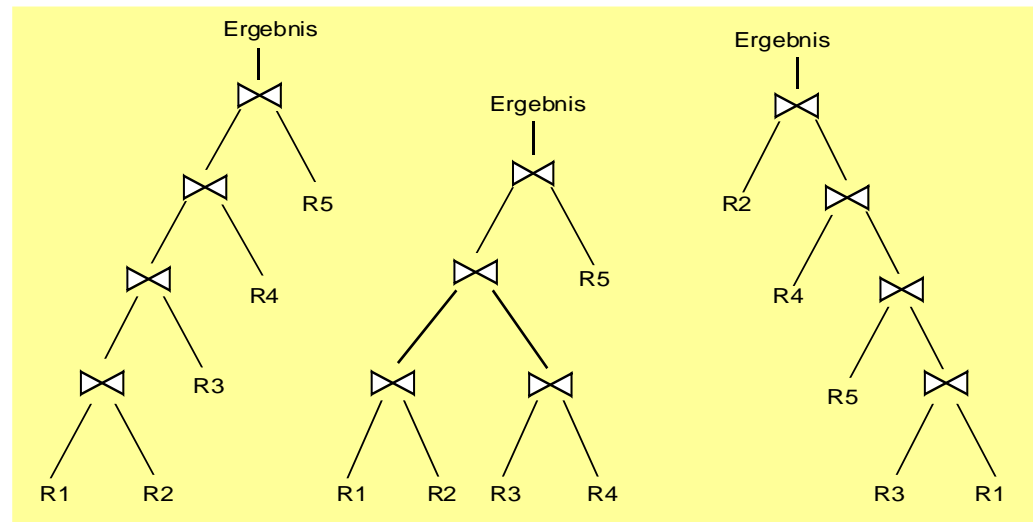 Ergebnis
R5
R4
R3
R1 R2
Ergebnis
R5
R1 R2 R3 R4
Ergebnis
R2
R4
R5
R3 R1